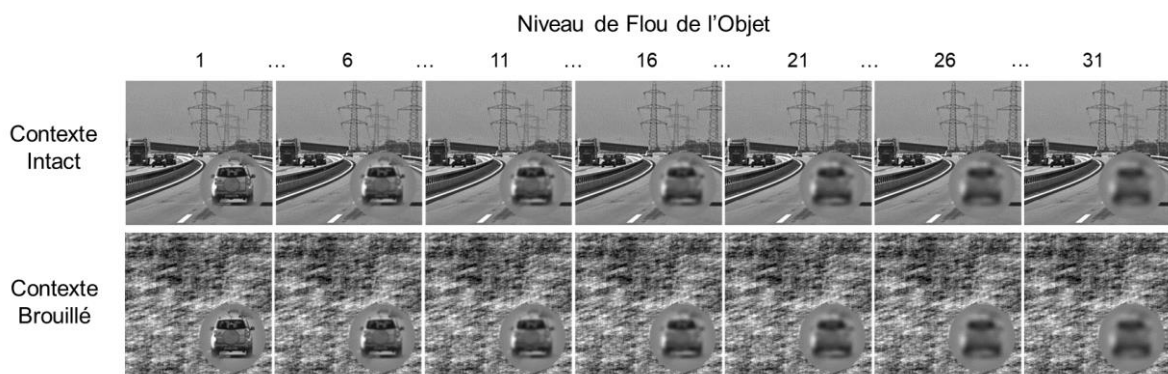 Niveau de Flou de l’Objet
1 … 6 … 11 … 16 … 21 … 26 … 31
Contexte
Intact
Contexte
Brouillé